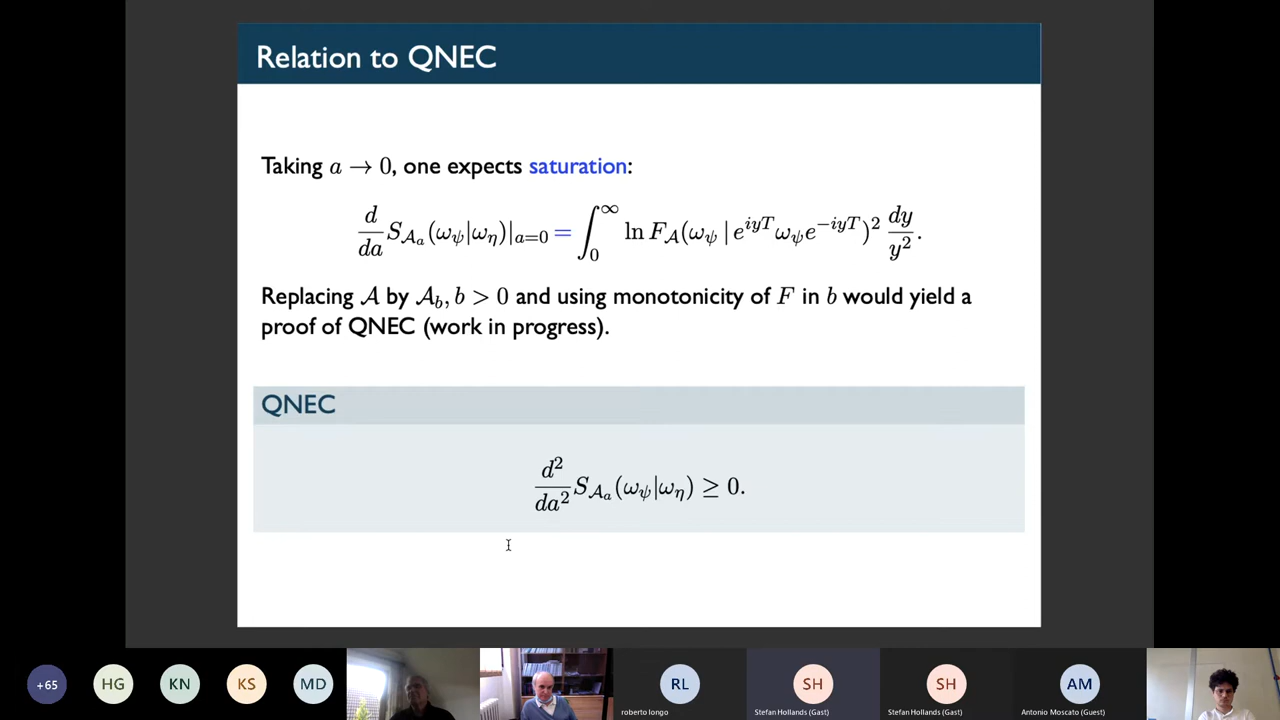 Relation to QNEC
Taking a → 0, one expects saturation:
d/da S_{𝒜_a}(ω_ψ|ω_η)|_{a=0} = ∫_0^∞ ln F_𝒜(ω_ψ | e^{iyT} ω_ψ e^{-iyT})^2 dy/y^2.
Replacing 𝒜 by 𝒜_b, b > 0 and using monotonicity of F in b would yield a
proof of QNEC (work in progress).
QNEC
d^2/da^2 S_{𝒜_a}(ω_ψ|ω_η) ≥ 0.
+65
HG
KN
KS
MD
RL
SH
SH
AM
roberto longo
Stefan Hollands (Gast)
Stefan Hollands (Gast)
Antonio Moscato (Guest)